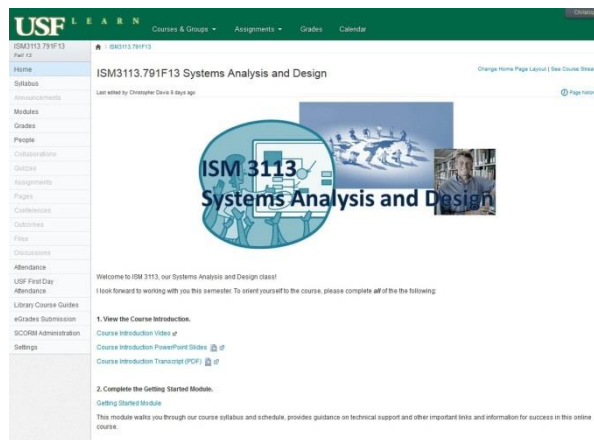 USF LEARN
Courses & Groups
Assignments
Grades
Calendar
ISM3113.791F13
Fall 13
Home
Syllabus
Announcements
Modules
Grades
People
Collaborations
Quizzes
Assignments
Pages
Conferences
Outcomes
Files
Discussions
Attendance
USF First Day
Attendance
Library Course Guides
eGrades Submission
SCORM Administration
Settings
ISM3113.791F13
ISM3113.791F13 Systems Analysis and Design
Change Home Page Layout | See Course Stream
Last edited by Christopher Davis 8 days ago
Page history
ISM 3113
Systems Analysis and Design
Welcome to ISM 3113, our Systems Analysis and Design class!
I look forward to working with you this semester. To orient yourself to the course, please complete all of the the following:
1. View the Course Introduction.
Course Introduction Video
Course Introduction PowerPoint Slides
Course Introduction Transcript (PDF)
2. Complete the Getting Started Module.
Getting Started Module
This module walks you through our course syllabus and schedule, provides guidance on technical support and other important links and information for success in this online
course.